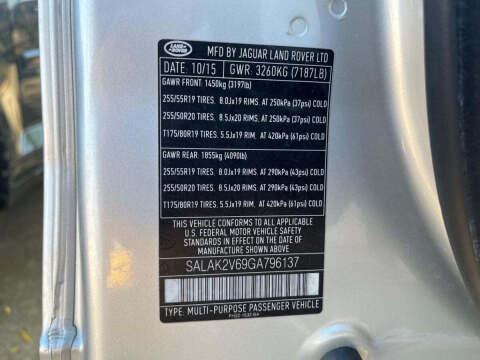 LAND
ROVER
MFD BY JAGUAR LAND ROVER LTD
DATE 10/15 GWR: 3260KG (7187LB)
GAWR FRONT: 1450kg (3197lb)
255/55R19 TIRES. 8.0Jx19 RIMS. AT 250kPa (37psi) COLD
255/50R20 TIRES. 8.5Jx20 RIMS. AT 250kPa (37psi) COLD
T175/80R19 TIRES. 5.5Jx19 RIMS. AT 420kPa (61psi) COLD
GAWR REAR: 1855kg (4090lb)
255/55R19 TIRES. 8.0Jx19 RIMS. AT 290kPa (43psi) COLD
255/50R20 TIRES. 8.5Jx20 RIMS. AT 290kPa (43psi) COLD
T175/80R19 TIRES. 5.5Jx19 RIMS. AT 420kPa (61psi) COLD
THIS VEHICLE CONFORMS TO ALL APPLICABLE
U.S. FEDERAL MOTOR VEHICLE SAFETY
STANDARDS IN EFFECT ON THE DATE OF
MANUFACTURE SHOWN ABOVE
SALAK2V69GA796137
TYPE: MULTI-PURPOSE PASSENGER VEHICLE